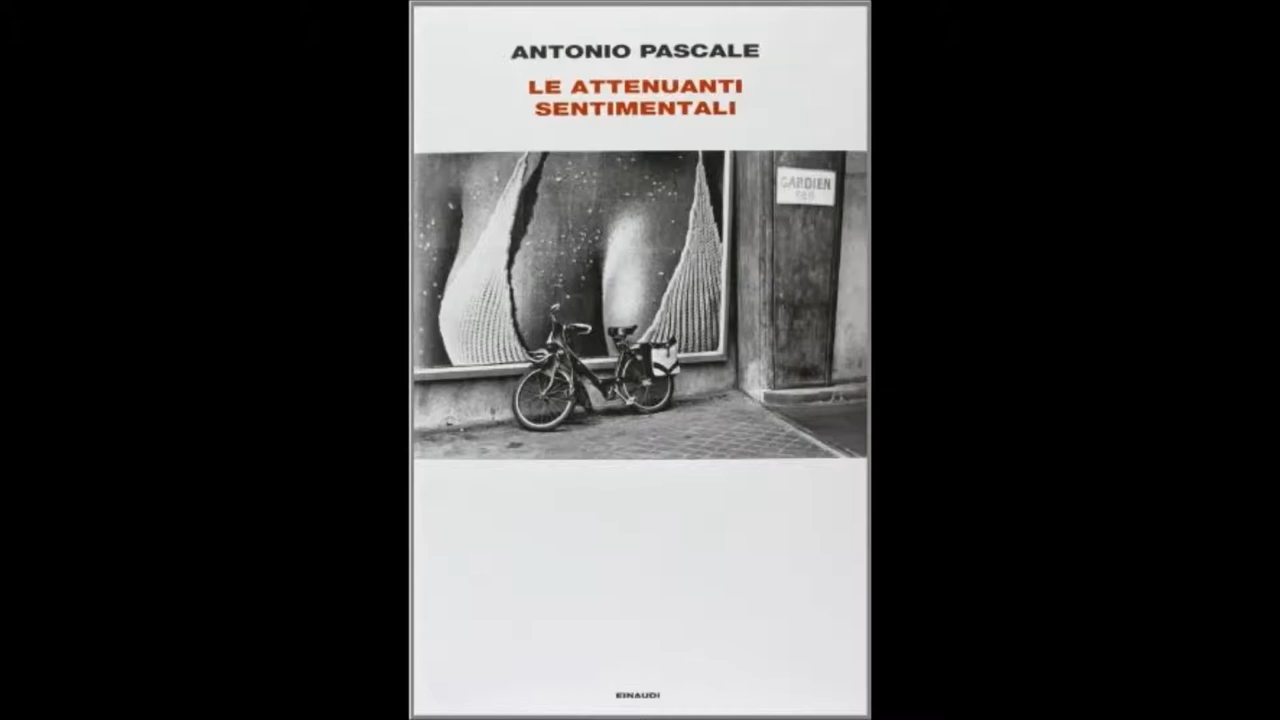 ANTONIO PASCALE
LE ATTENUANTI
SENTIMENTALI
GARDIEN
EINAUDI